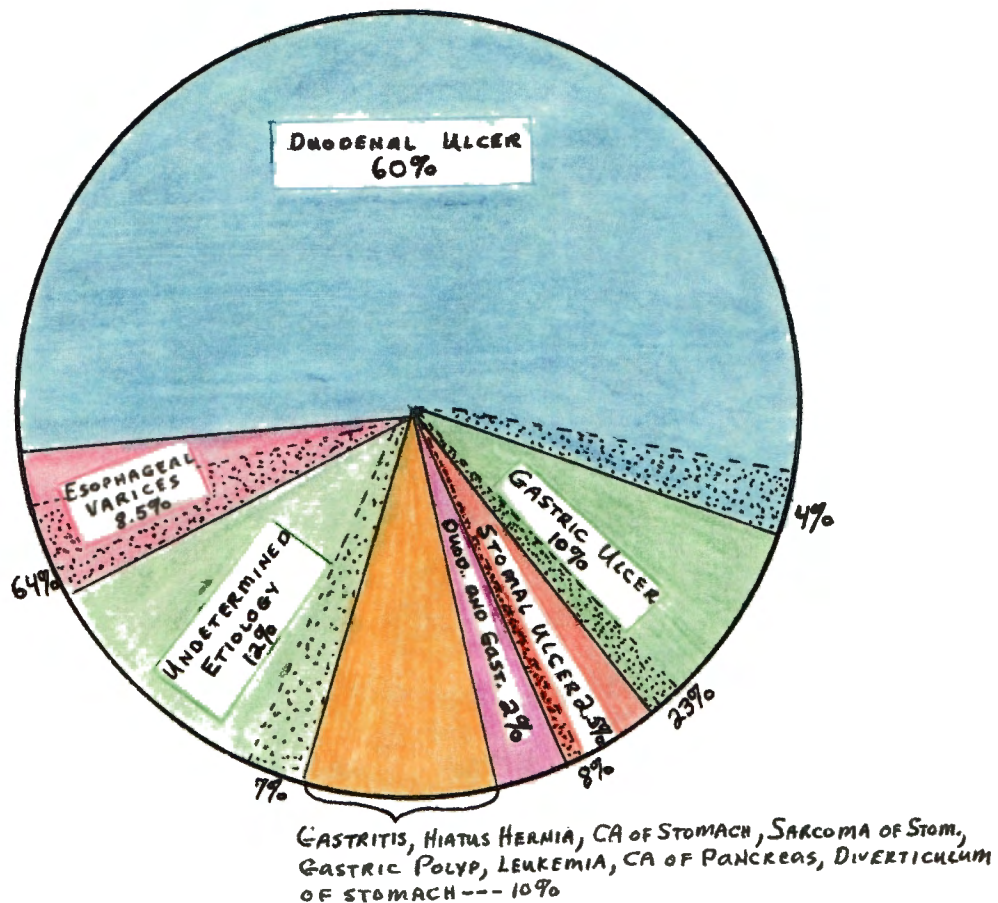 DUODENAL ULCER
60%
4%
GASTRIC ULCER
10%
23%
STOMAL ULCER 2.5%
8%
DUOD. AND GAST. 2%
ESOPHAGEAL
VARICES
8.5%
64%
UNDETERMINED
ETIOLOGY
12%
7%
GASTRITIS, HIATUS HERNIA, CA OF STOMACH, SARCOMA OF STOM.,
GASTRIC POLYP, LEUKEMIA, CA OF PANCREAS, DIVERTICULUM
OF STOMACH --- 10%